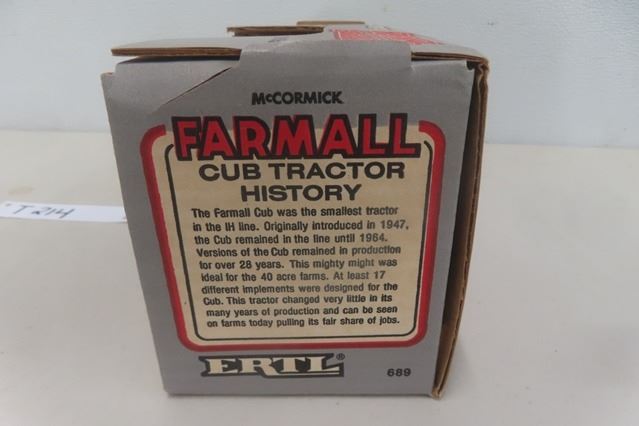 McCORMICK
FARMALL
CUB TRACTOR
HISTORY
The Farmall Cub was the smallest tractor
in the IH line. Originally introduced in 1947,
the Cub remained in the line until 1964.
Versions of the Cub remained in production
for over 28 years. This mighty might was
ideal for the 40 acre farms. At least 17
different implements were designed for the
Cub. This tractor changed very little in its
many years of production and can be seen
on farms today pulling its fair share of jobs.
ERTL®
689
T 214